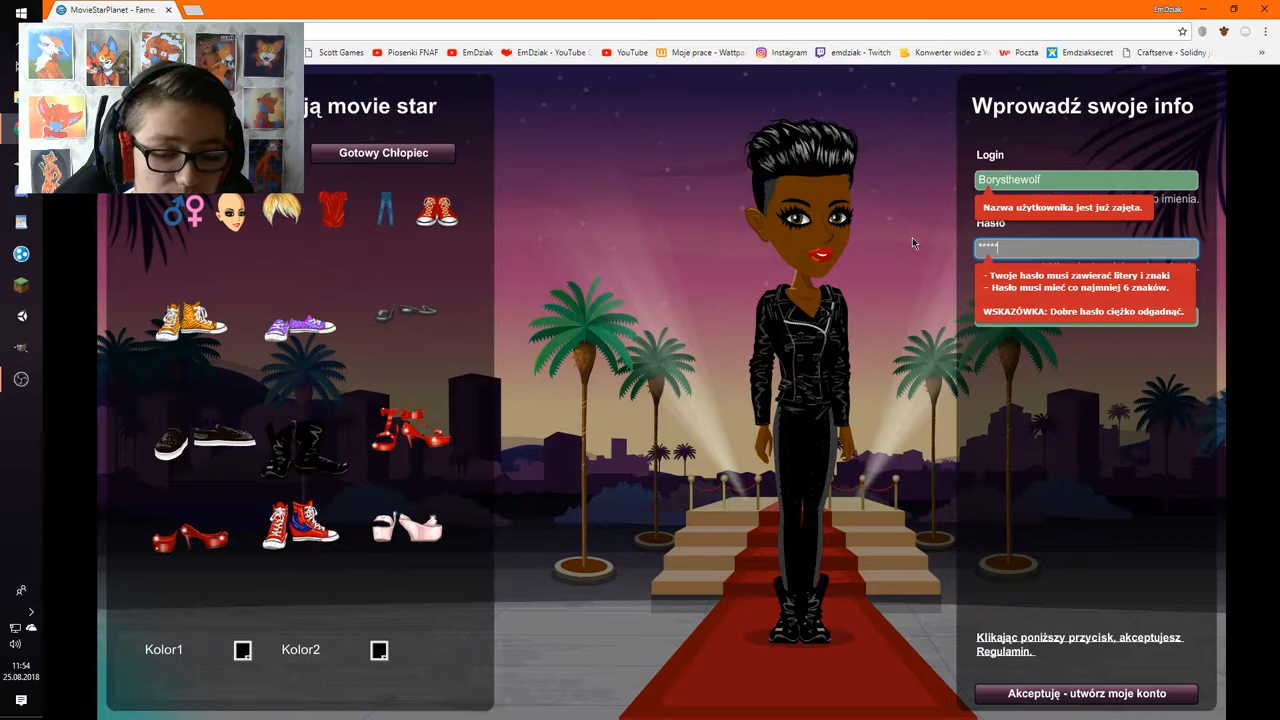 MovieStarPlanet - Fame,
EmDziak
Scott Games
Piosenki FNAF
EmDziak
EmDziak - YouTube
YouTube
Moje prace - Wattpa
Instagram
emdziak - Twitch
Konwerter wideo z Yo
Poczta
Emdziaksecret
Craftserve - Solidny
ją movie star
Gotowy Chłopiec
Wprowadź swoje info
Login
Borysthewolf
o imienia.
Nazwa użytkownika jest już zajęta.
Hasło
*****
- Twoje hasło musi zawierać litery i znaki
- Hasło musi mieć co najmniej 6 znaków.
WSKAZÓWKA: Dobre hasło ciężko odgadnąć.
Kolor1
Kolor2
Klikając poniższy przycisk, akceptujesz
Regulamin.
Akceptuję - utwórz moje konto
11:54
25.08.2018